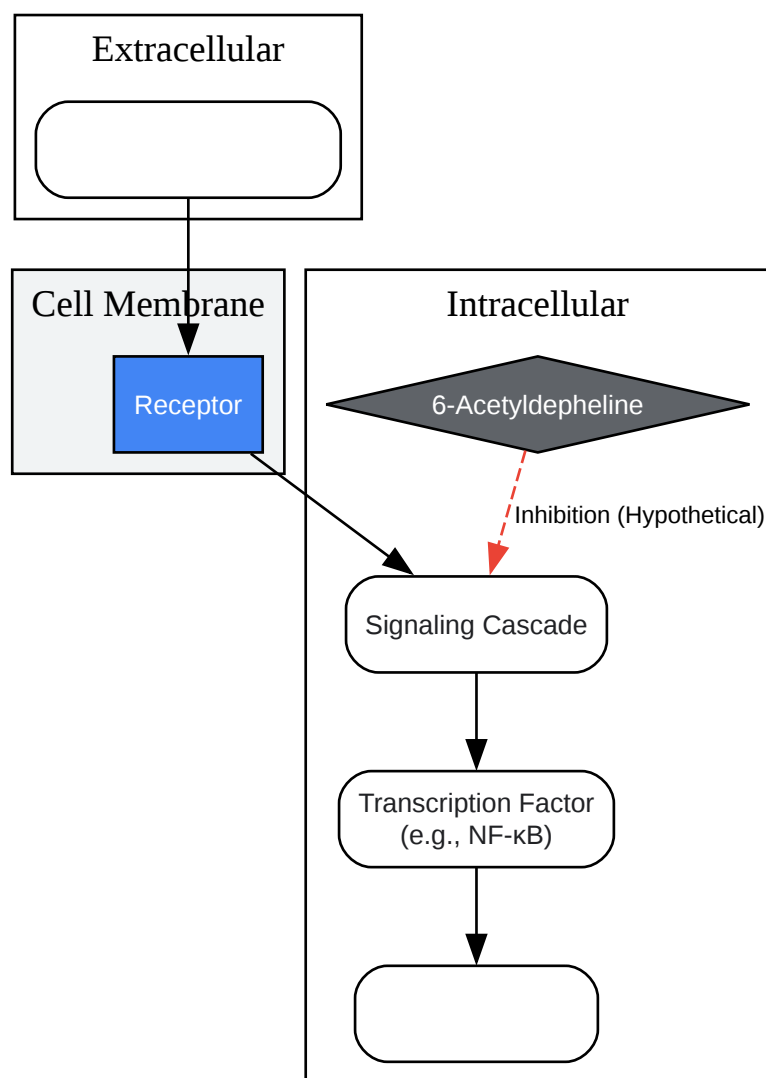 Extracellular
Cell Membrane
Receptor
Intracellular
6-Acetyldepheline
Inhibition (Hypothetical)
Signaling Cascade
Transcription Factor
(e.g., NF-κB)